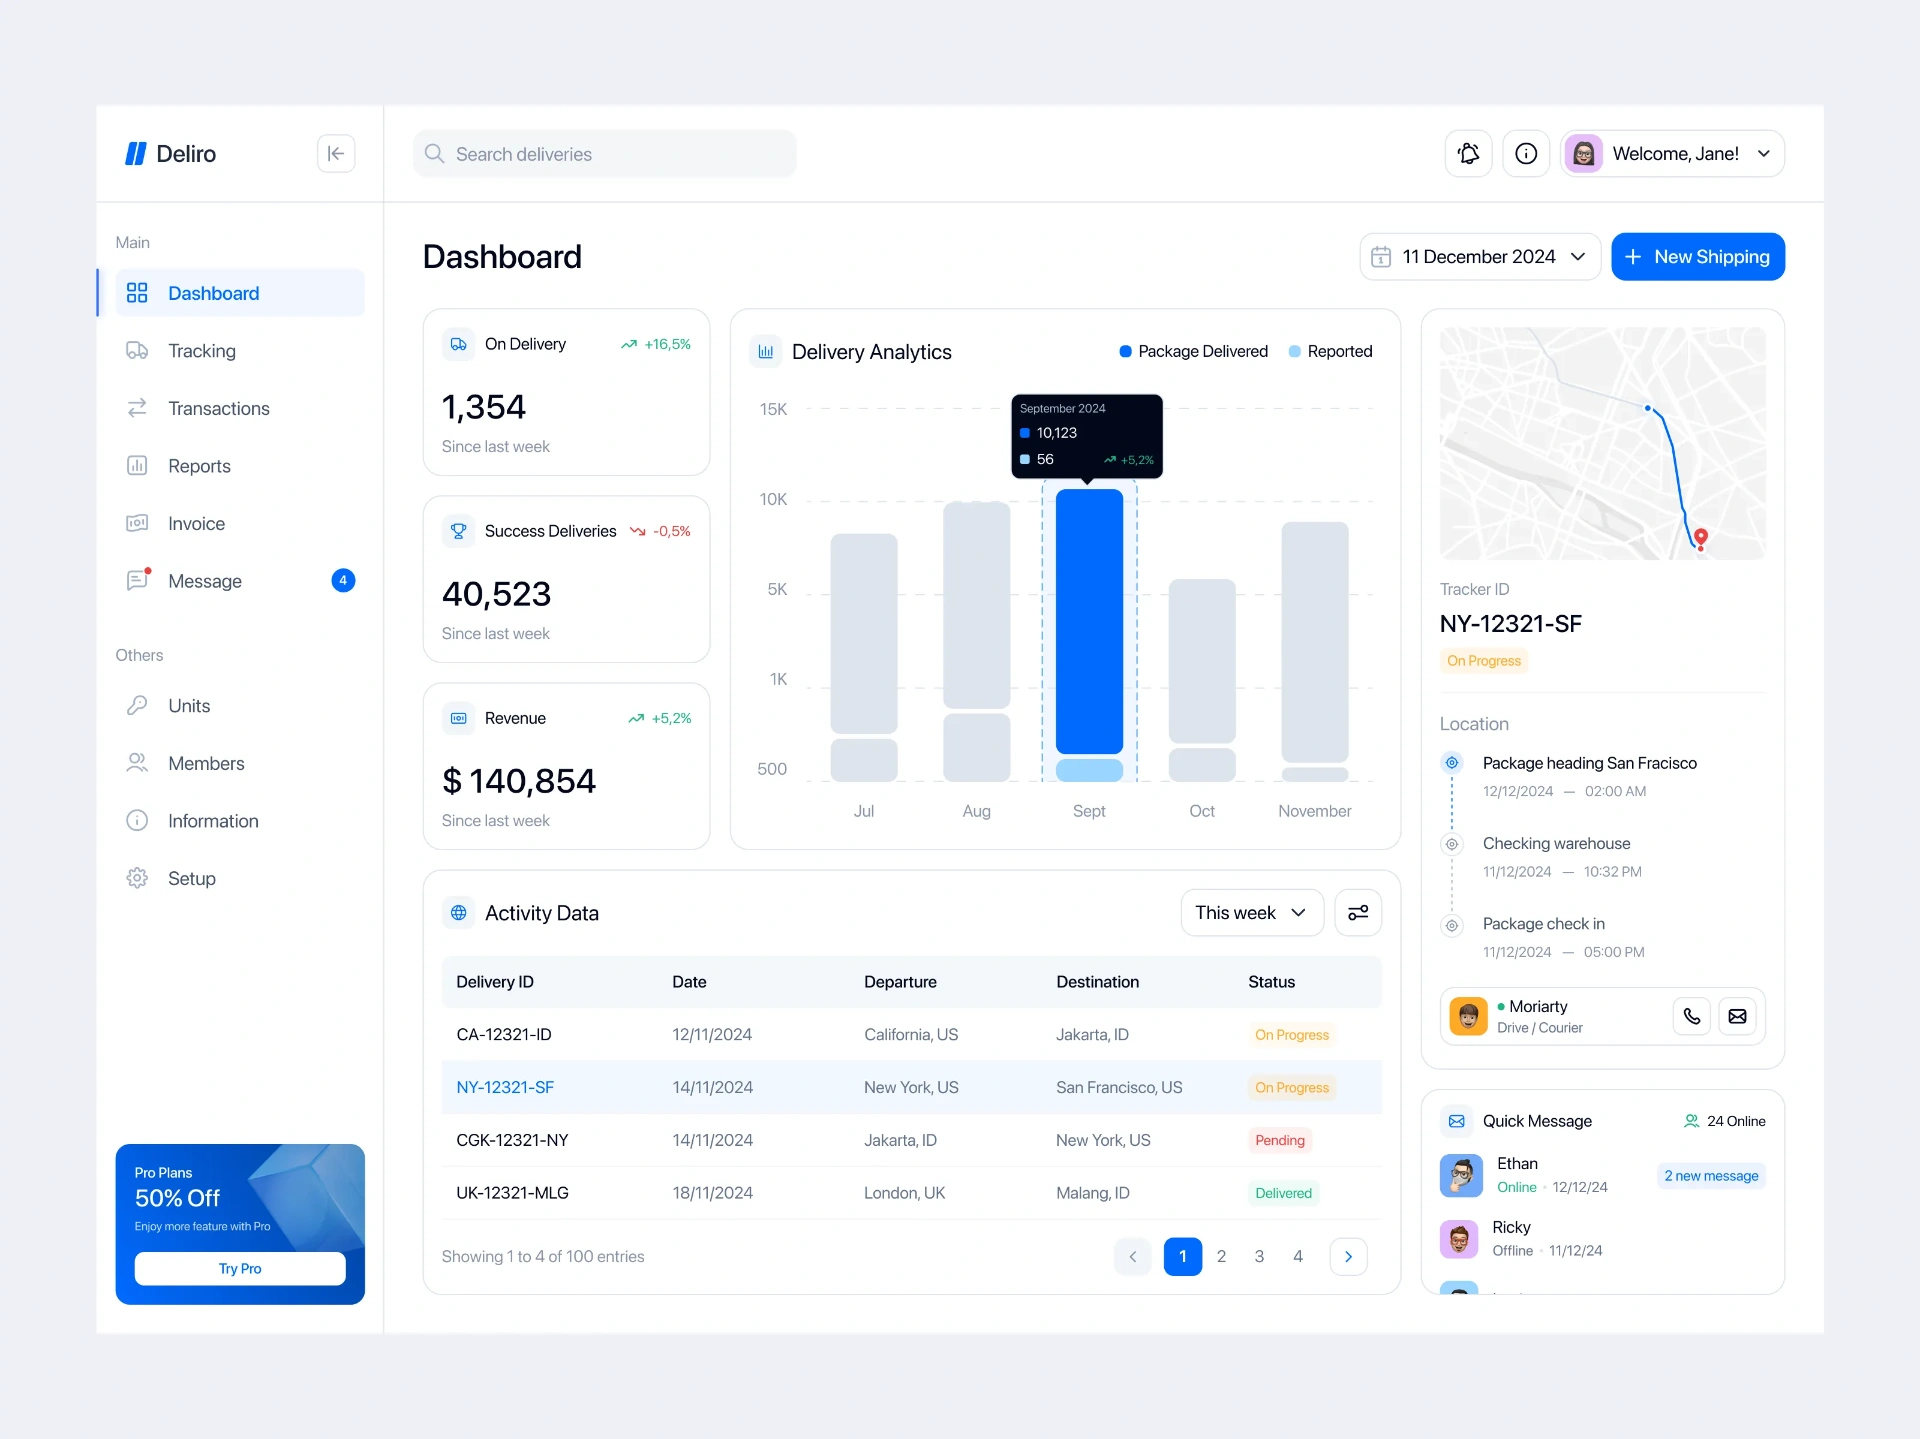 Deliro
Search deliveries
Welcome, Jane!
Main
Dashboard
Tracking
Transactions
Reports
Invoice
Message
4
Others
Units
Members
Information
Setup
Pro Plans
50% Off
Enjoy more feature with Pro
Try Pro
Dashboard
1
11 December 2024
New Shipping
On Delivery
+16,5%
1,354
Since last week
Success Deliveries
-0,5%
40,523
Since last week
Revenue
+5,2%
$ 140,854
Since last week
Delivery Analytics
Package Delivered
Reported
15K
10K
5K
1K
500
September 2024
10,123
56
+5,2%
Jul
Aug
Sept
Oct
November
Activity Data
This week
Delivery ID Date Departure Destination Status
CA-12321-ID 12/11/2024 California, US Jakarta, ID On Progress
NY-12321-SF 14/11/2024 New York, US San Francisco, US On Progress
CGK-12321-NY 14/11/2024 Jakarta, ID New York, US Pending
UK-12321-MLG 18/11/2024 London, UK Malang, ID Delivered
Showing 1 to 4 of 100 entries
1 2 3 4
Tracker ID
NY-12321-SF
On Progress
Location
Package heading San Fracisco
12/12/2024 — 02:00 AM
Checking warehouse
11/12/2024 — 10:32 PM
Package check in
11/12/2024 — 05:00 PM
Moriarty
Drive / Courier
Quick Message
24 Online
Ethan
Online • 12/12/24
2 new message
Ricky
Offline • 11/12/24